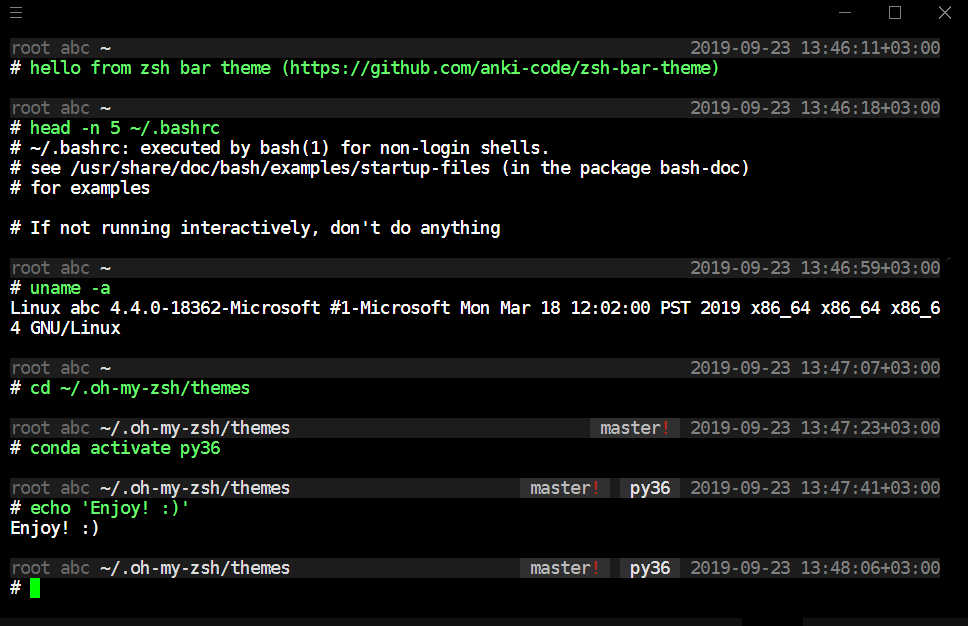 root abc ~ 2019-09-23 13:46:11+03:00
# hello from zsh bar theme (https://github.com/anki-code/zsh-bar-theme)
root abc ~ 2019-09-23 13:46:18+03:00
# head -n 5 ~/.bashrc
# ~/.bashrc: executed by bash(1) for non-login shells.
# see /usr/share/doc/bash/examples/startup-files (in the package bash-doc)
# for examples
# If not running interactively, don't do anything
root abc ~ 2019-09-23 13:46:59+03:00
# uname -a
Linux abc 4.4.0-18362-Microsoft #1-Microsoft Mon Mar 18 12:02:00 PST 2019 x86_64 x86_64 x86_6
4 GNU/Linux
root abc ~ 2019-09-23 13:47:07+03:00
# cd ~/.oh-my-zsh/themes
root abc ~/.oh-my-zsh/themes master! 2019-09-23 13:47:23+03:00
# conda activate py36
root abc ~/.oh-my-zsh/themes master! py36 2019-09-23 13:47:41+03:00
# echo 'Enjoy! :)'
Enjoy! :)
root abc ~/.oh-my-zsh/themes master! py36 2019-09-23 13:48:06+03:00
#